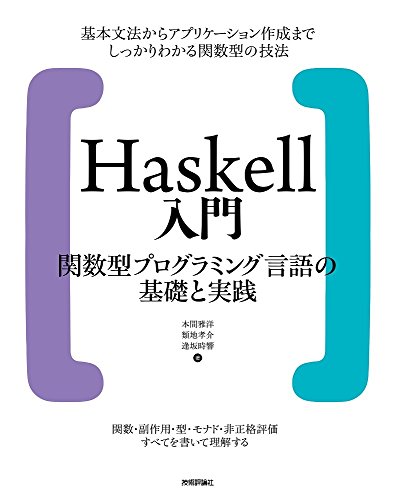 基本文法からアプリケーション作成まで
しっかりわかる関数型の技法
Haskell
入門
関数型プログラミング言語の
基礎と実践
本間雅洋
類地孝介
逢坂時響
著
関数・副作用・型・モナド・非正格評価
すべてを書いて理解する
技術評論社